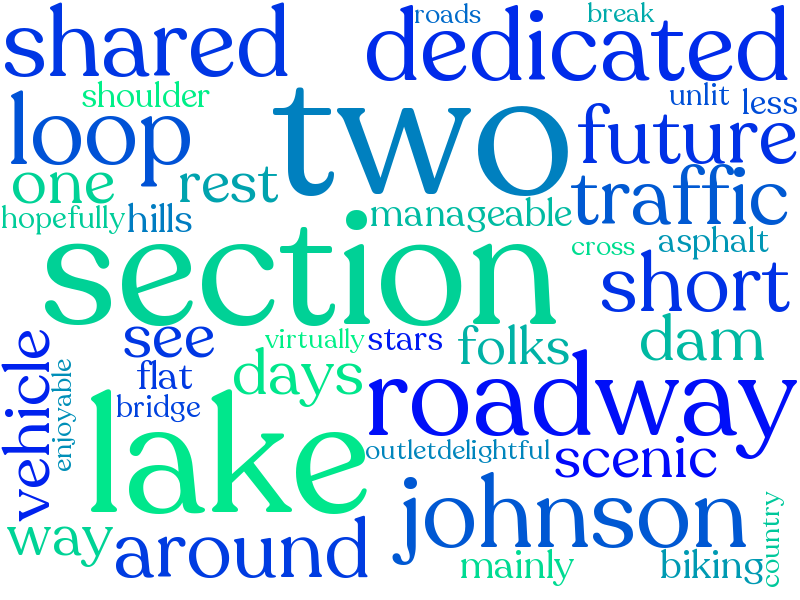 roads
break
shared
dedicated
shoulder
unlit
less
loop
two
future
one
rest
traffic
hopefully
hills
manageable
section
cross
asphalt
short
see
virtually
stars
folks
dam
vehicle
enjoyable
flat
days
roadway
bridge
lake
outlet
delightful
scenic
johnson
country
way
around
mainly
biking